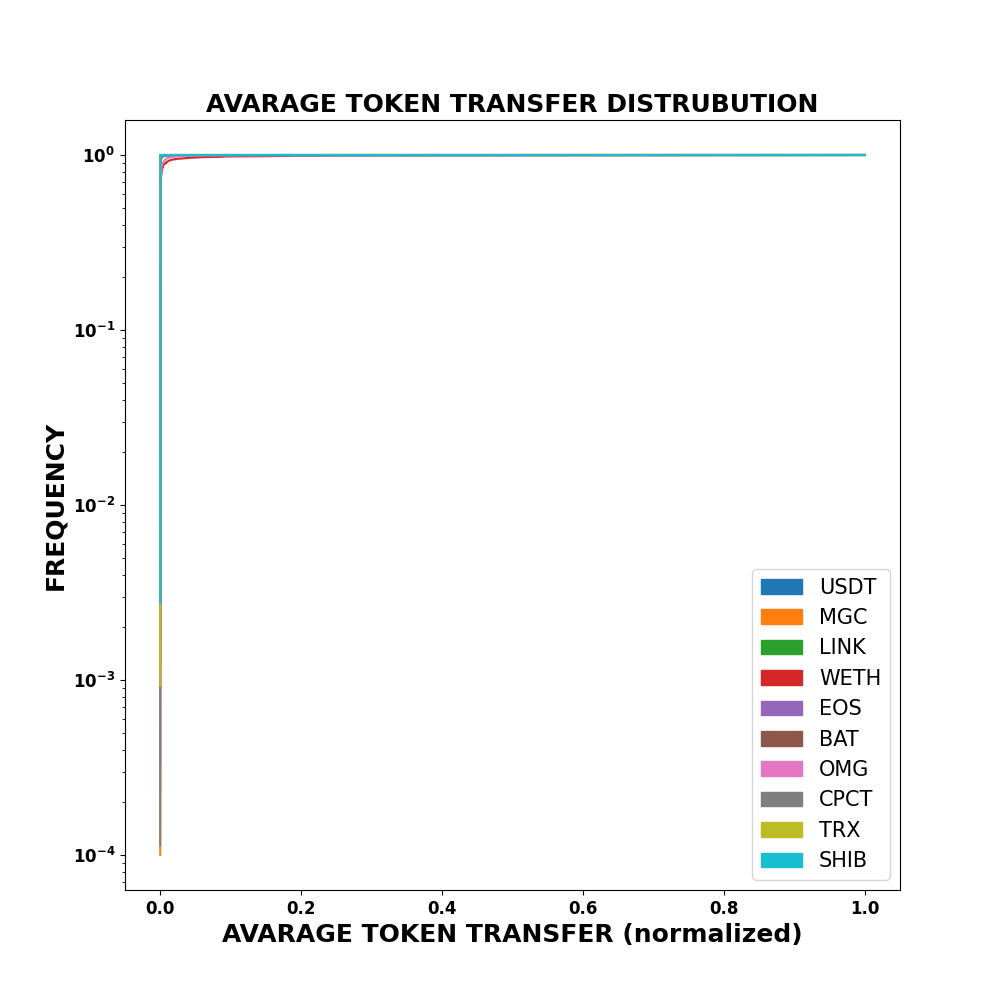 AVARAGE TOKEN TRANSFER DISTRUBUTION
10⁰
10⁻¹
10⁻²
10⁻³
10⁻⁴
FREQUENCY
USDT
MGC
LINK
WETH
EOS
BAT
OMG
CPCT
TRX
SHIB
0.0 0.2 0.4 0.6 0.8 1.0
AVARAGE TOKEN TRANSFER (normalized)